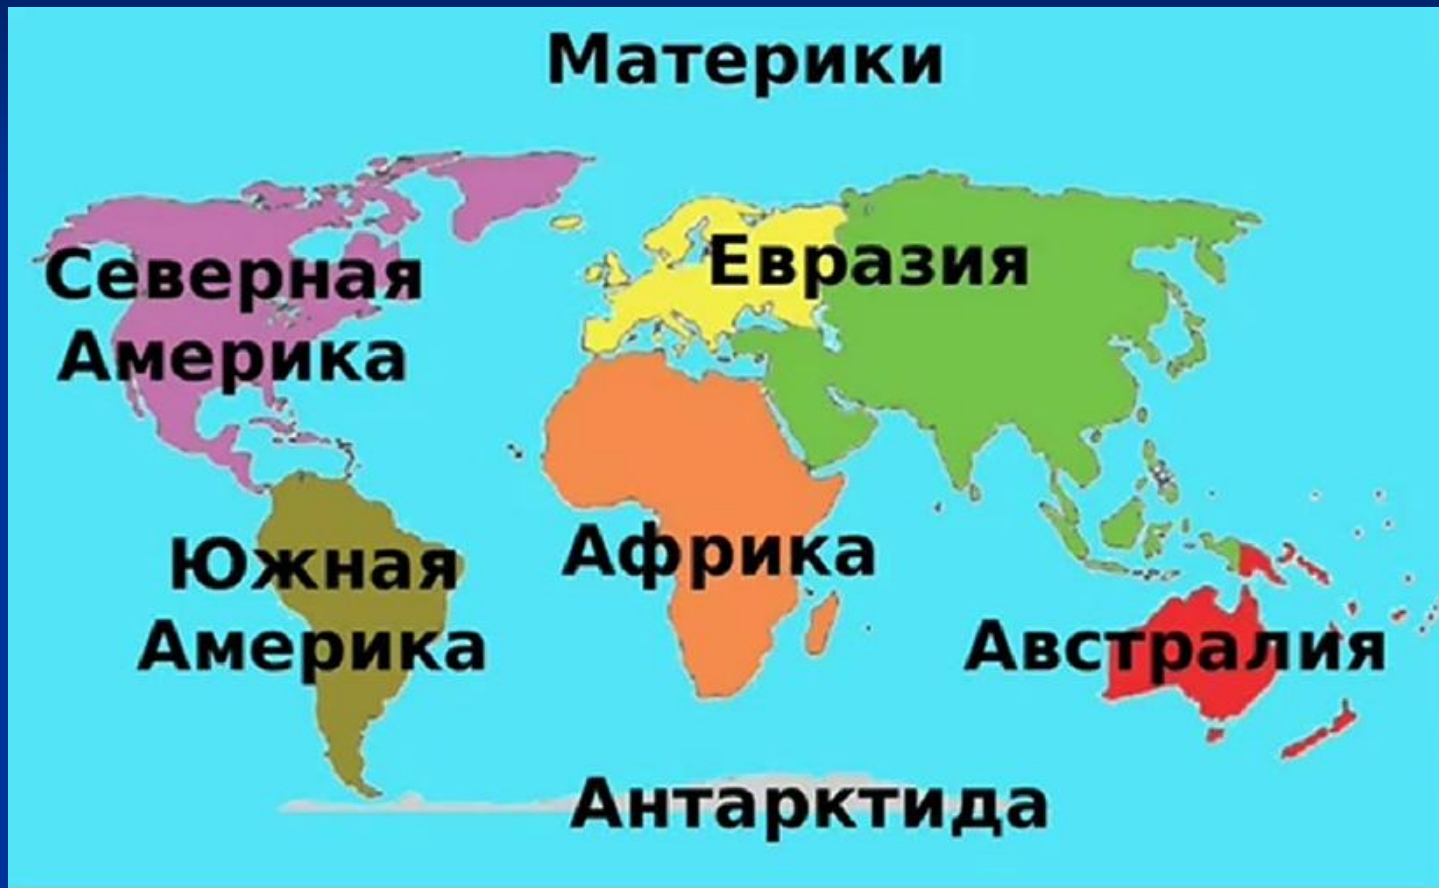 Материки
Северная
Америка
Евразия
Южная
Америка
Африка
Австралия
Антарктида